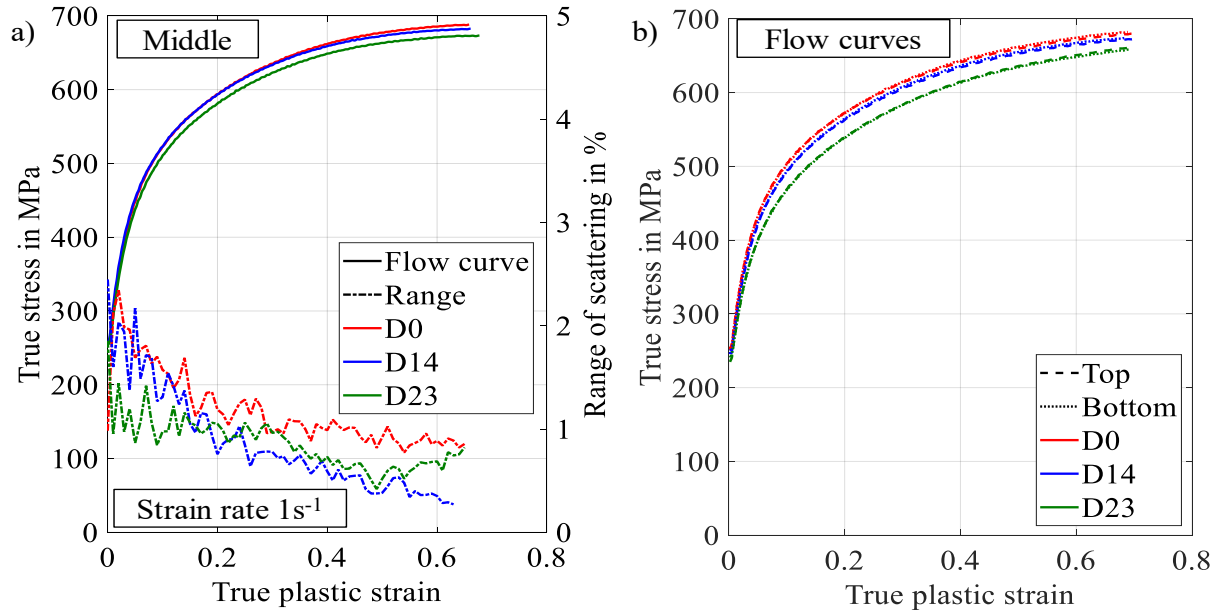 a)
Middle
True stress in MPa
700
600
500
400
300
200
100
0
0
0.2
0.4
0.6
0.8
True plastic strain
5
4
3
2
1
0
Range of scattering in %
Flow curve
Range
D0
D14
D23
Strain rate 1s⁻¹
b)
Flow curves
True stress in MPa
700
600
500
400
300
200
100
0
0
0.2
0.4
0.6
0.8
True plastic strain
Top
Bottom
D0
D14
D23